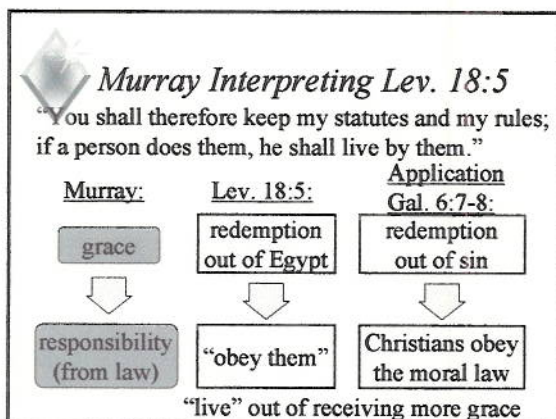 Murray Interpreting Lev. 18:5
“You shall therefore keep my statutes and my rules;
if a person does them, he shall live by them.”
Murray:
Lev. 18:5:
Application
Gal. 6:7-8:
grace
redemption
out of Egypt
redemption
out of sin
responsibility
(from law)
“obey them”
Christians obey
the moral law
“live” out of receiving more grace